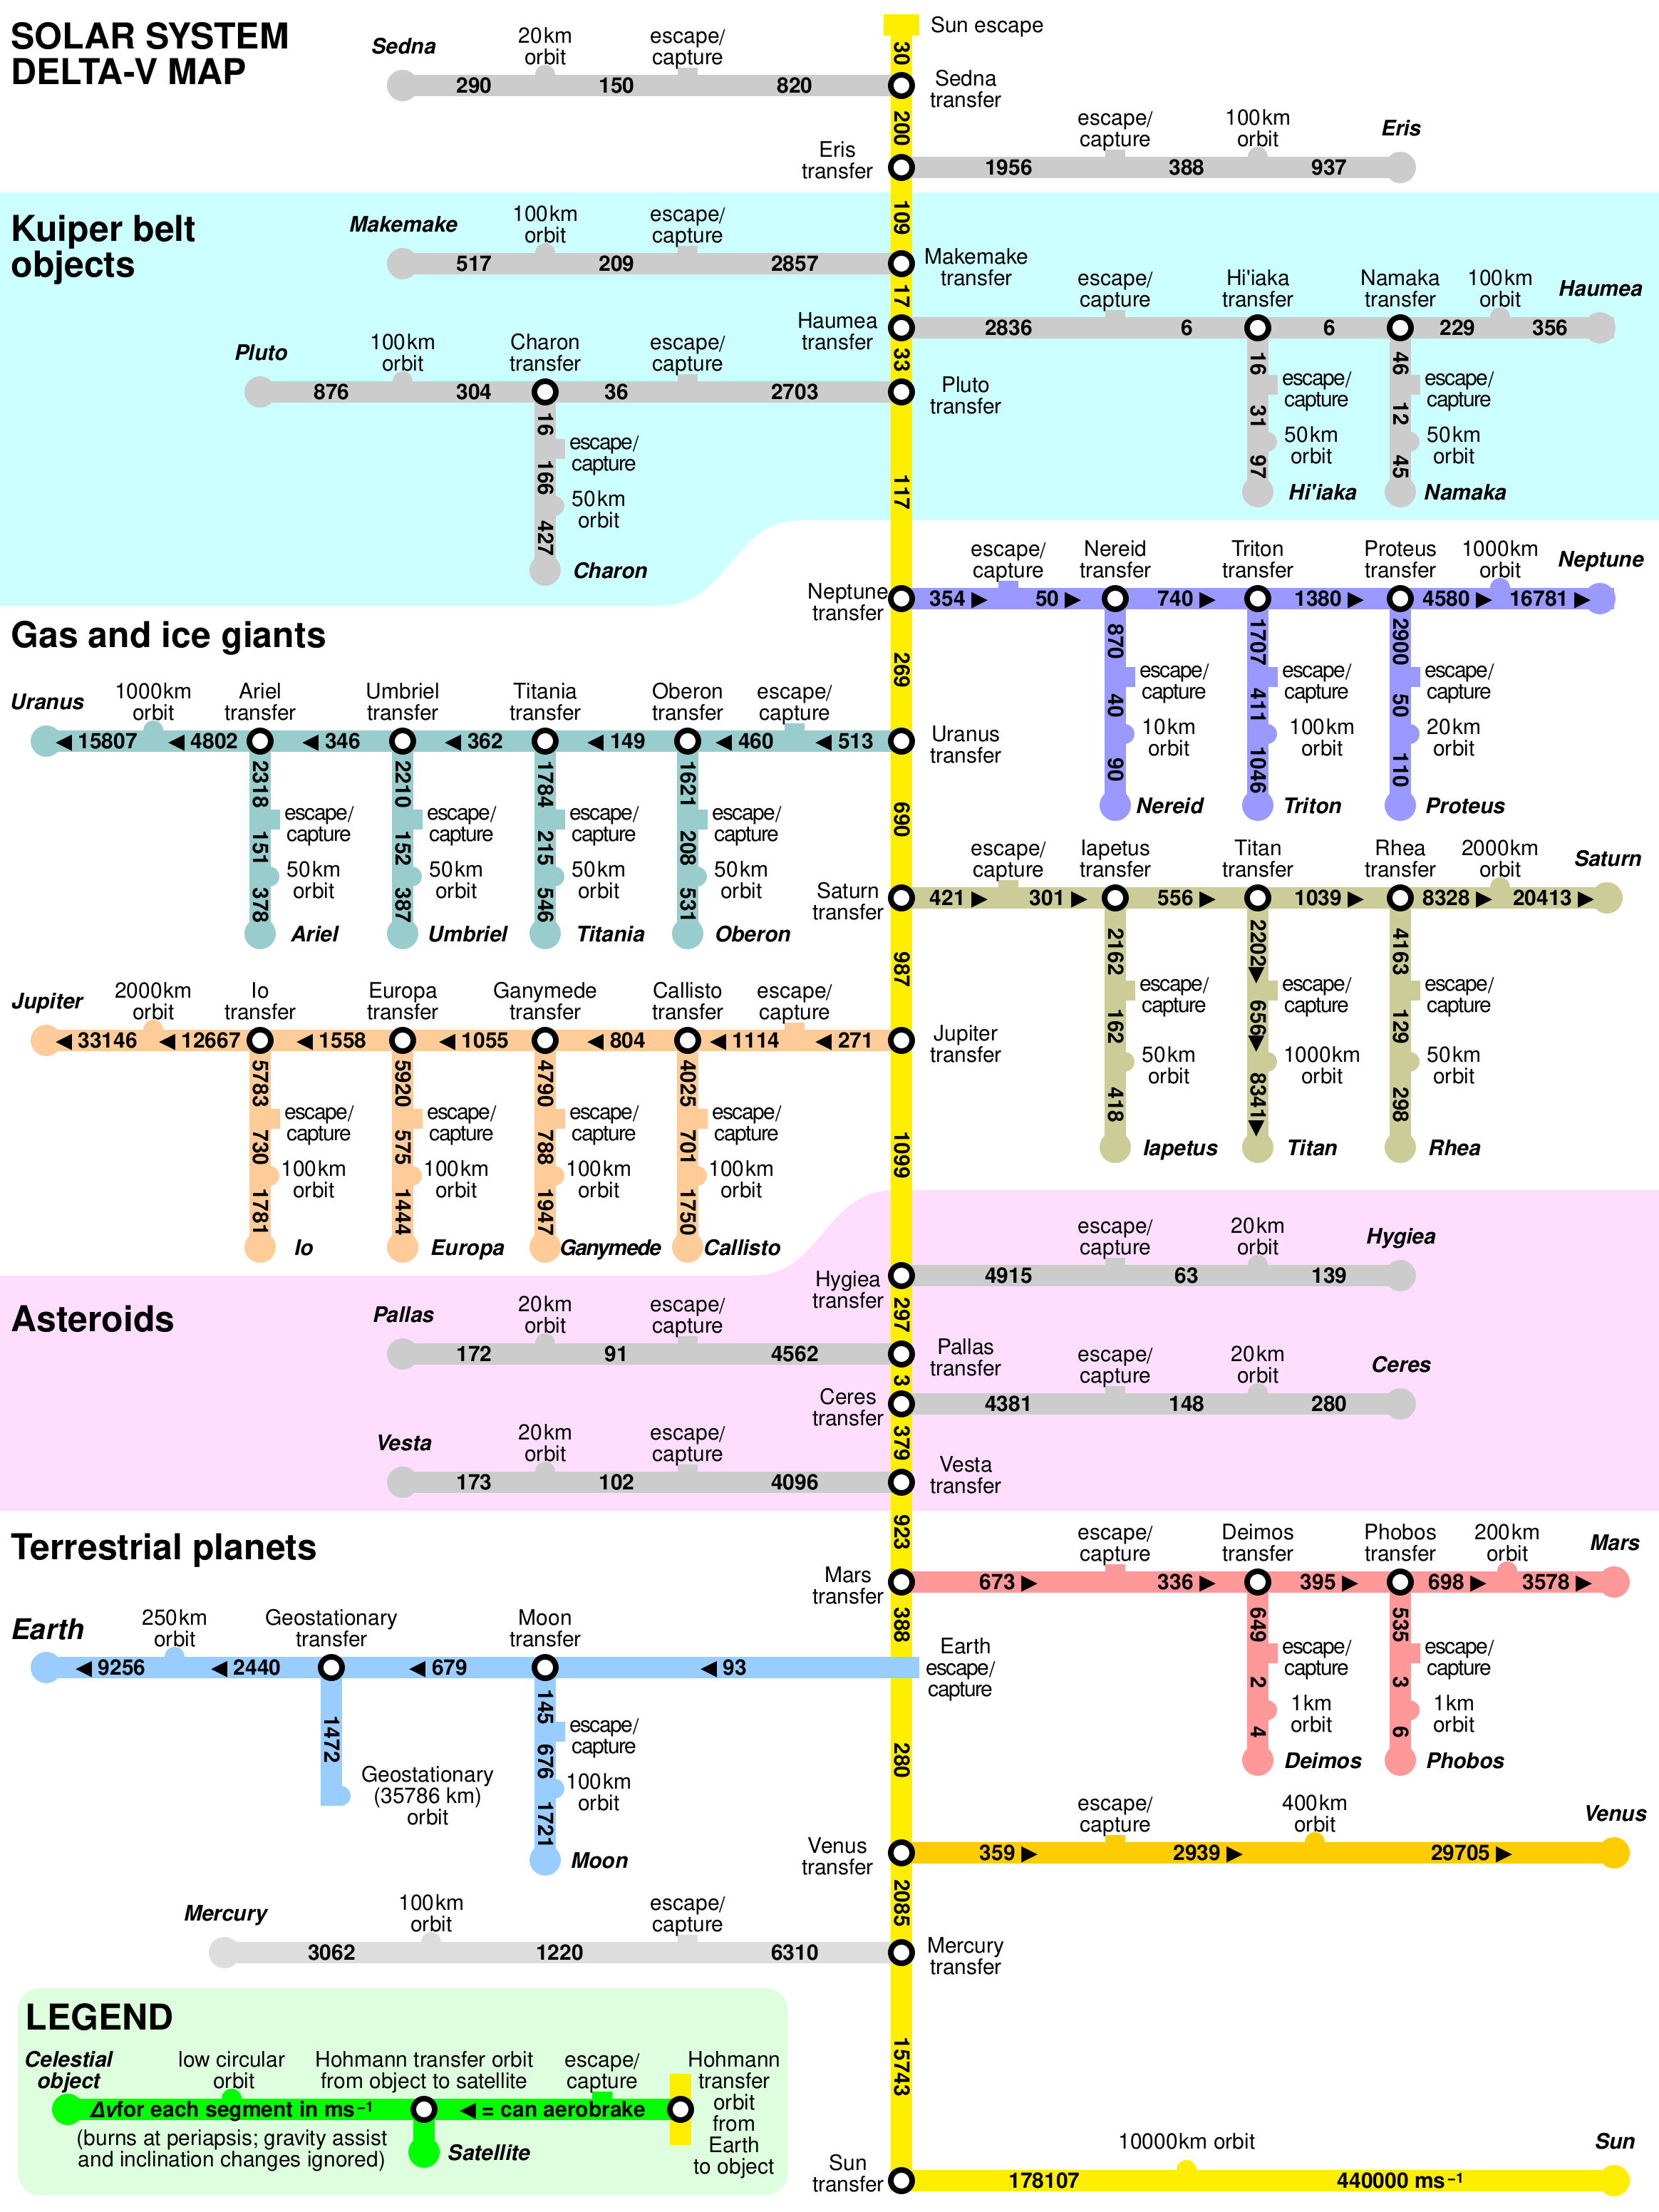 SOLAR SYSTEM
DELTA-V MAP
Sun escape
30
Sedna
20km
orbit
escape/
capture
290
150
820
Sedna
transfer
200
Eris
transfer
escape/
capture
100km
orbit
Eris
1956
388
937
109
Kuiper belt
objects
Makemake
100km
orbit
escape/
capture
517
209
2857
Makemake
transfer
17
Haumea
transfer
escape/
capture
Hi'iaka
transfer
Namaka
transfer
100km
orbit
Haumea
2836
6
6
229
356
16
escape/
capture
31
50km
orbit
97
Hi'iaka
46
escape/
capture
12
50km
orbit
45
Namaka
33
Pluto
100km
orbit
Charon
transfer
escape/
capture
876
304
36
2703
Pluto
transfer
16
escape/
capture
166
50km
orbit
427
Charon
117
Gas and ice giants
Neptune
transfer
escape/
capture
Nereid
transfer
Triton
transfer
Proteus
transfer
1000km
orbit
Neptune
354 ►
50 ►
740 ►
1380 ►
4580 ►
16781 ►
870
escape/
capture
40
10km
orbit
90
Nereid
1707
escape/
capture
411
100km
orbit
1046
Triton
2900
escape/
capture
50
20km
orbit
110
Proteus
269
Uranus
1000km
orbit
Ariel
transfer
Umbriel
transfer
Titania
transfer
Oberon
transfer
escape/
capture
◄ 15807
◄ 4802
◄ 346
◄ 362
◄ 149
◄ 460
◄ 513
Uranus
transfer
2318
escape/
capture
151
50km
orbit
378
Ariel
2210
escape/
capture
152
50km
orbit
387
Umbriel
1784
escape/
capture
215
50km
orbit
546
Titania
1621
escape/
capture
208
50km
orbit
531
Oberon
690
Saturn
transfer
escape/
capture
Iapetus
transfer
Titan
transfer
Rhea
transfer
2000km
orbit
Saturn
421 ►
301 ►
556 ►
1039 ►
8328 ►
20413 ►
2162
escape/
capture
162
50km
orbit
418
Iapetus
2202 ►
escape/
capture
656 ►
1000km
orbit
8341 ►
Titan
4163
escape/
capture
129
50km
orbit
298
Rhea
987
Jupiter
2000km
orbit
Io
transfer
Europa
transfer
Ganymede
transfer
Callisto
transfer
escape/
capture
◄ 33146
◄ 12667
◄ 1558
◄ 1055
◄ 804
◄ 1114
◄ 271
Jupiter
transfer
5783
escape/
capture
730
100km
orbit
1781
Io
5920
escape/
capture
575
100km
orbit
1444
Europa
4790
escape/
capture
788
100km
orbit
1947
Ganymede
4025
escape/
capture
701
100km
orbit
1750
Callisto
1099
Asteroids
Hygiea
transfer
escape/
capture
20km
orbit
Hygiea
4915
63
139
297
Pallas
20km
orbit
escape/
capture
172
91
4562
Pallas
transfer
3
Ceres
transfer
escape/
capture
20km
orbit
Ceres
4381
148
280
379
Vesta
20km
orbit
escape/
capture
173
102
4096
Vesta
transfer
923
Terrestrial planets
Mars
transfer
escape/
capture
Deimos
transfer
Phobos
transfer
200km
orbit
Mars
673 ►
336 ►
395 ►
698 ►
3578 ►
649
escape/
capture
2
1km
orbit
4
Deimos
535
escape/
capture
3
1km
orbit
6
Phobos
388
Earth
250km
orbit
Geostationary
transfer
Moon
transfer
◄ 9256
◄ 2440
◄ 679
◄ 93
Earth
escape/
capture
1472
Geostationary
(35786 km)
orbit
145
escape/
capture
676
100km
orbit
1721
Moon
280
Venus
transfer
escape/
capture
400km
orbit
Venus
359 ►
2939 ►
29705 ►
2085
Mercury
100km
orbit
escape/
capture
3062
1220
6310
Mercury
transfer
15743
Sun
transfer
10000km orbit
Sun
178107
440000 ms⁻¹
LEGEND
Celestial
object
low circular
orbit
Hohmann transfer orbit
from object to satellite
escape/
capture
Hohmann
transfer
orbit
from
Earth
to object
Δv for each segment in ms⁻¹
◄ = can aerobrake
(burns at periapsis; gravity assist
and inclination changes ignored)
Satellite